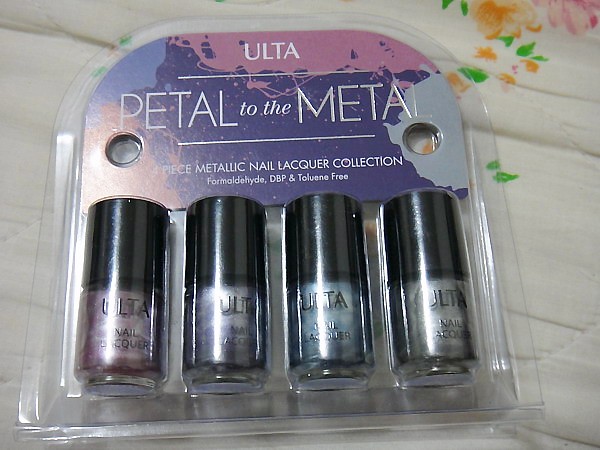 ULTA
PETAL to the METAL
4 PIECE METALLIC NAIL LACQUER COLLECTION
Formaldehyde, DBP & Toluene Free
ULTA ULTA ULTA ULTA
NAIL NAIL NAIL NAIL
LACQUER LACQUER LACQUER LACQUER